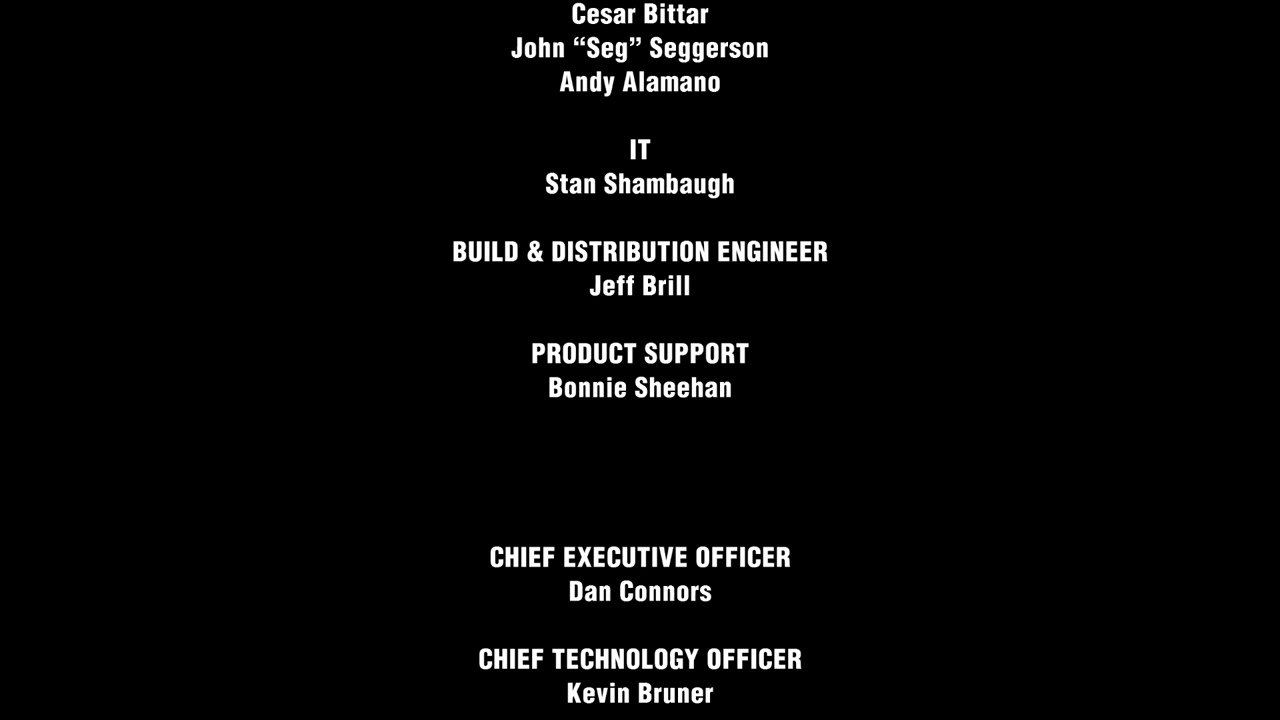 Cesar Bittar
John “Seg” Seggerson
Andy Alamano
IT
Stan Shambaugh
BUILD & DISTRIBUTION ENGINEER
Jeff Brill
PRODUCT SUPPORT
Bonnie Sheehan
CHIEF EXECUTIVE OFFICER
Dan Connors
CHIEF TECHNOLOGY OFFICER
Kevin Bruner